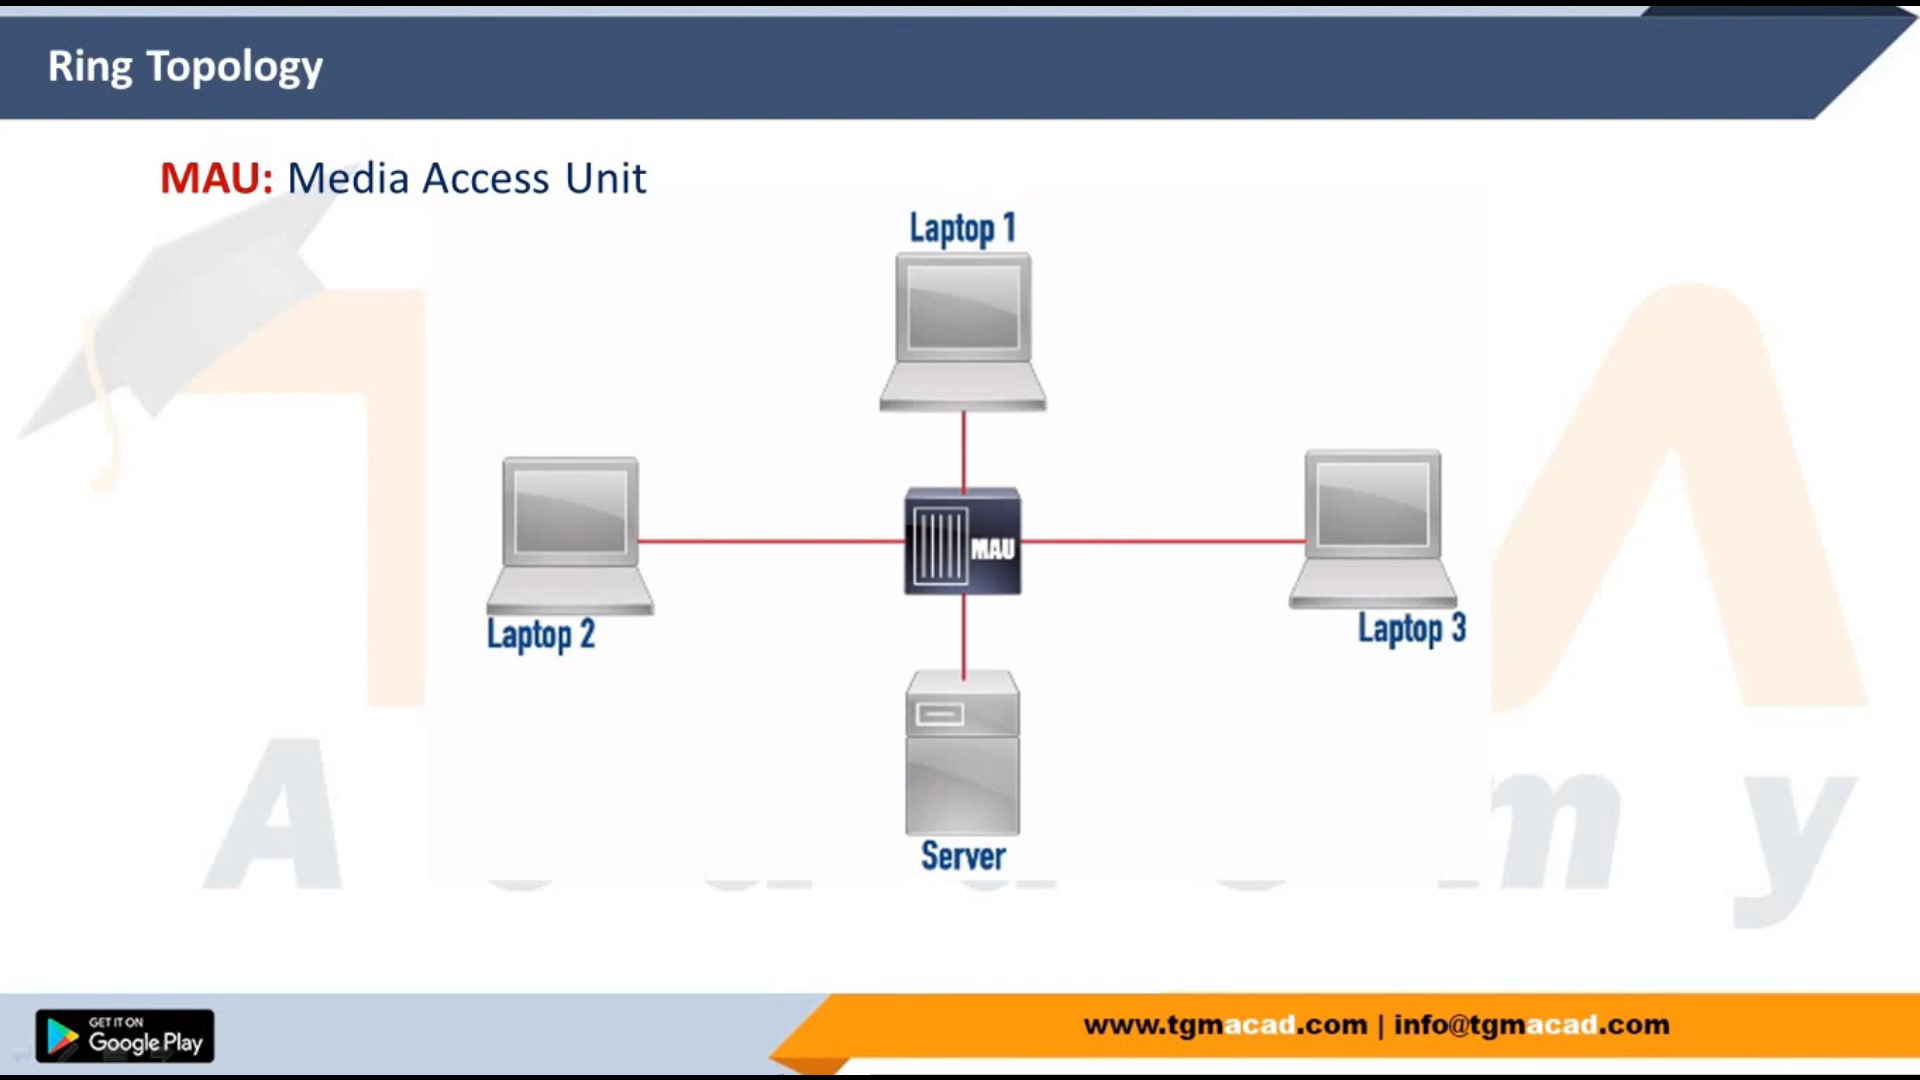 Ring Topology
MAU: Media Access Unit
Laptop 1
MAU
Laptop 2
Laptop 3
Server
A m y
GET IT ON
Google Play
www.tgmacad.com | info@tgmacad.com